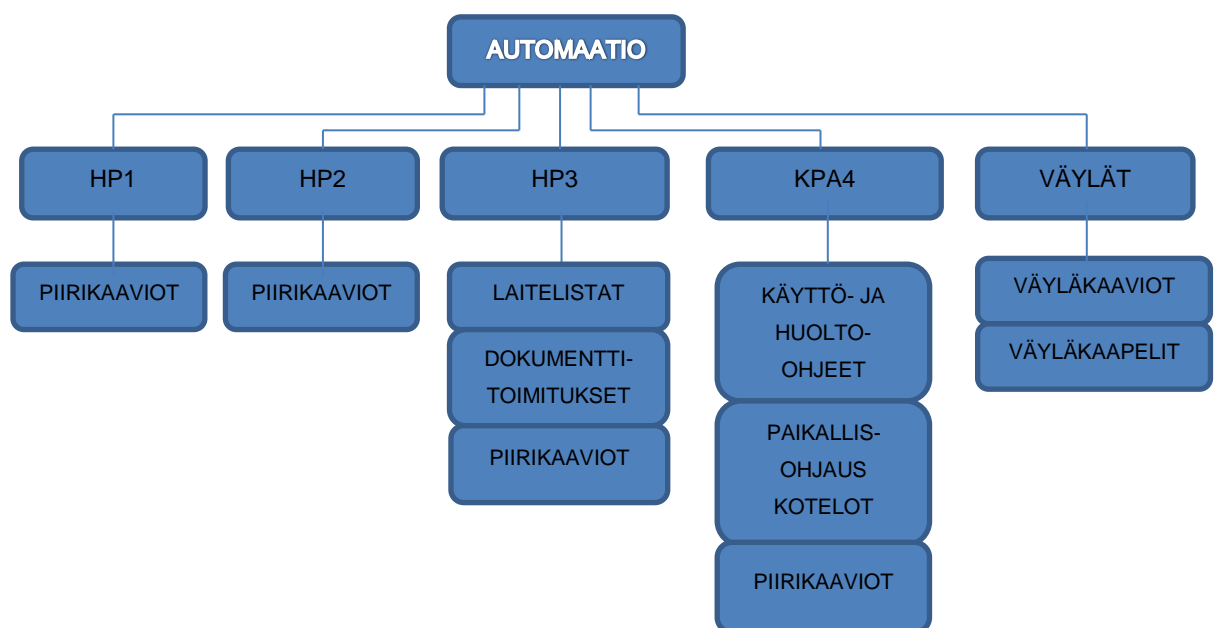 AUTOMAATIO
HP1
HP2
HP3
KPA4
VÄYLÄT
PIIRIKAAVIOT
PIIRIKAAVIOT
LAITELISTAT
DOKUMENTTI-
TOIMITUKSET
PIIRIKAAVIOT
KÄYTTÖ- JA
HUOLTO-
OHJEET
PAIKALLIS-
OHJAUS
KOTELOT
PIIRIKAAVIOT
VÄYLÄKAAVIOT
VÄYLÄKAAPELIT